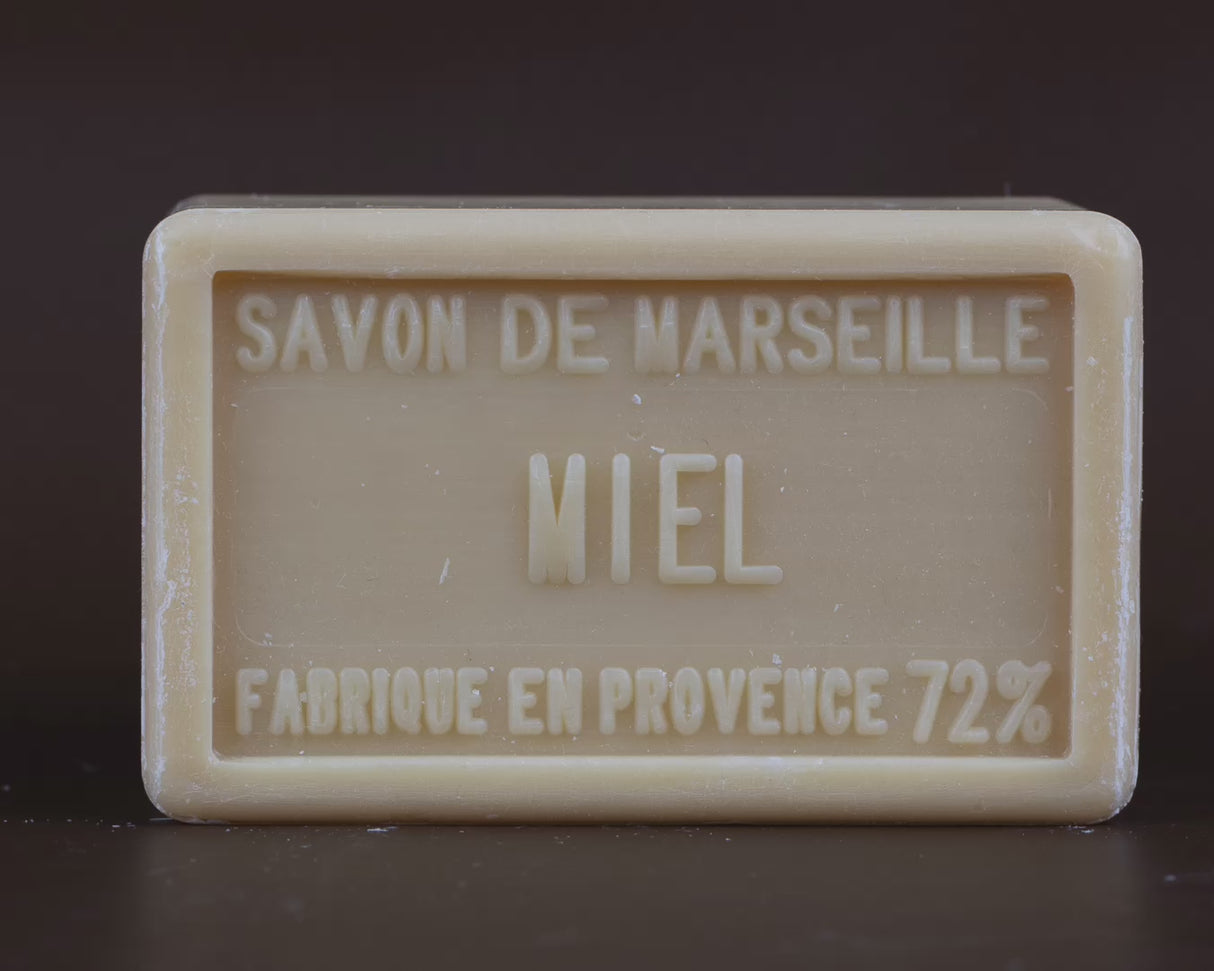 SAVON DE MARSEILLE
MIEL
FABRIQUE EN PROVENCE 72%